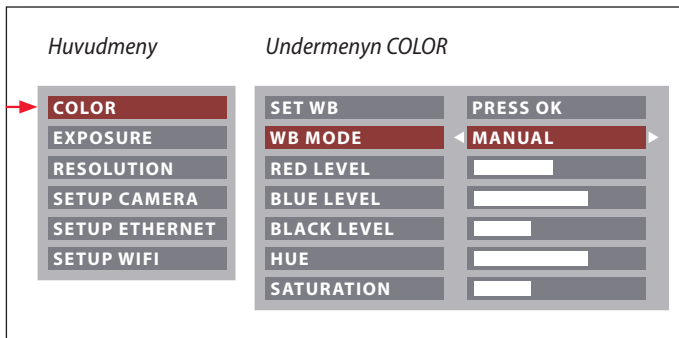 Huvudmeny
COLOR
EXPOSURE
RESOLUTION
SETUP CAMERA
SETUP ETHERNET
SETUP WIFI
Undermenyn COLOR
SET WB PRESS OK
WB MODE MANUAL
RED LEVEL
BLUE LEVEL
BLACK LEVEL
HUE
SATURATION